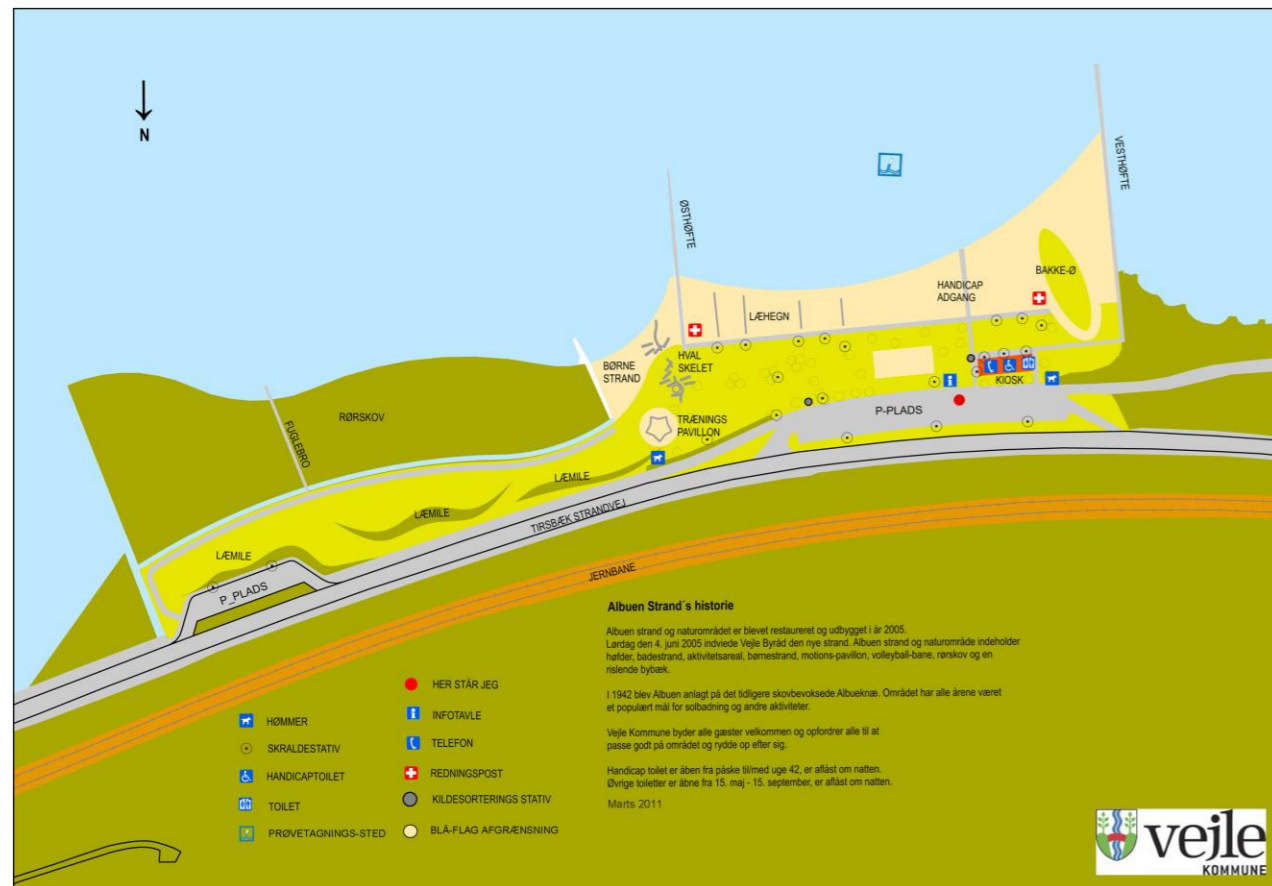 N
ØSTHØFTE
VESTHØFTE
BAKKE-Ø
HANDICAP
ADGANG
LÆHEGN
HVAL
SKELET
BØRNE
STRAND
KIOSK
P-PLADS
TRÆNINGS
PAVILLON
RØRSKOV
FUGLEBRO
LÆMILE
LÆMILE
LÆMILE
TIRSBÆK STRANDVEJ
P_PLADS
JERNBANE
Albuen Strand´s historie
Albuen strand og naturområdet er blevet restaureret og udbygget i år 2005.
Lørdag den 4. juni 2005 indviede Vejle Byråd den nye strand. Albuen strand og naturområde indeholder
høfder, badestrand, aktivitetsareal, børnestrand, motions-pavillon, volleyball-bane, rørskov og en
rislende bybæk.
I 1942 blev Albuen anlagt på det tidligere skovbevoksede Albueknæ. Området har alle årene været
et populært mål for solbadning og andre aktiviteter.
Vejle Kommune byder alle gæster velkommen og opfordrer alle til at
passe godt på området og rydde op efter sig.
Handicap toilet er åben fra påske til/med uge 42, er aflåst om natten.
Øvrige toiletter er åbne fra 15. maj - 15. september, er aflåst om natten.
Marts 2011
HØMMER
SKRALDESTATIV
HANDICAPTOILET
TOILET
PRØVETAGNINGS-STED
HER STÅR JEG
INFOTAVLE
TELEFON
REDNINGSPOST
KILDESORTERINGS STATIV
BLÅ-FLAG AFGRÆNSNING
vejle
KOMMUNE